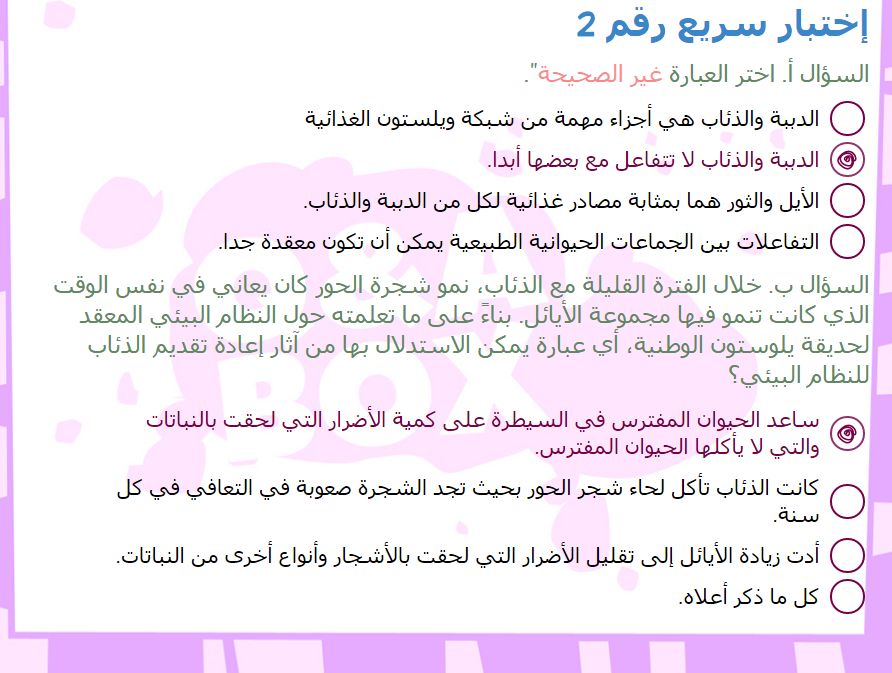 إختبار سريع رقم 2
السؤال أ. اختر العبارة غير الصحيحة".
الدببة والذئاب هي أجزاء مهمة من شبكة ويلستون الغذائية
الدببة والذئاب لا تتفاعل مع بعضها أبدا.
الأيل والثور هما بمثابة مصادر غذائية لكل من الدببة والذئاب.
التفاعلات بين الجماعات الحيوانية الطبيعية يمكن أن تكون معقدة جدا.
السؤال ب. خلال الفترة القليلة مع الذئاب، نمو شجرة الحور كان يعاني في نفس الوقت
الذي كانت تنمو فيها مجموعة الأيائل. بناءً على ما تعلمته حول النظام البيئي المعقد
لحديقة يلوستون الوطنية، أي عبارة يمكن الاستدلال بها من آثار إعادة تقديم الذئاب
للنظام البيئي؟
ساعد الحيوان المفترس في السيطرة على كمية الأضرار التي لحقت بالنباتات
والتي لا يأكلها الحيوان المفترس.
كانت الذئاب تأكل لحاء شجر الحور بحيث تجد الشجرة صعوبة في التعافي في كل
سنة.
أدت زيادة الأيائل إلى تقليل الأضرار التي لحقت بالأشجار وأنواع أخرى من النباتات.
كل ما ذكر أعلاه.
Q&A
BOX